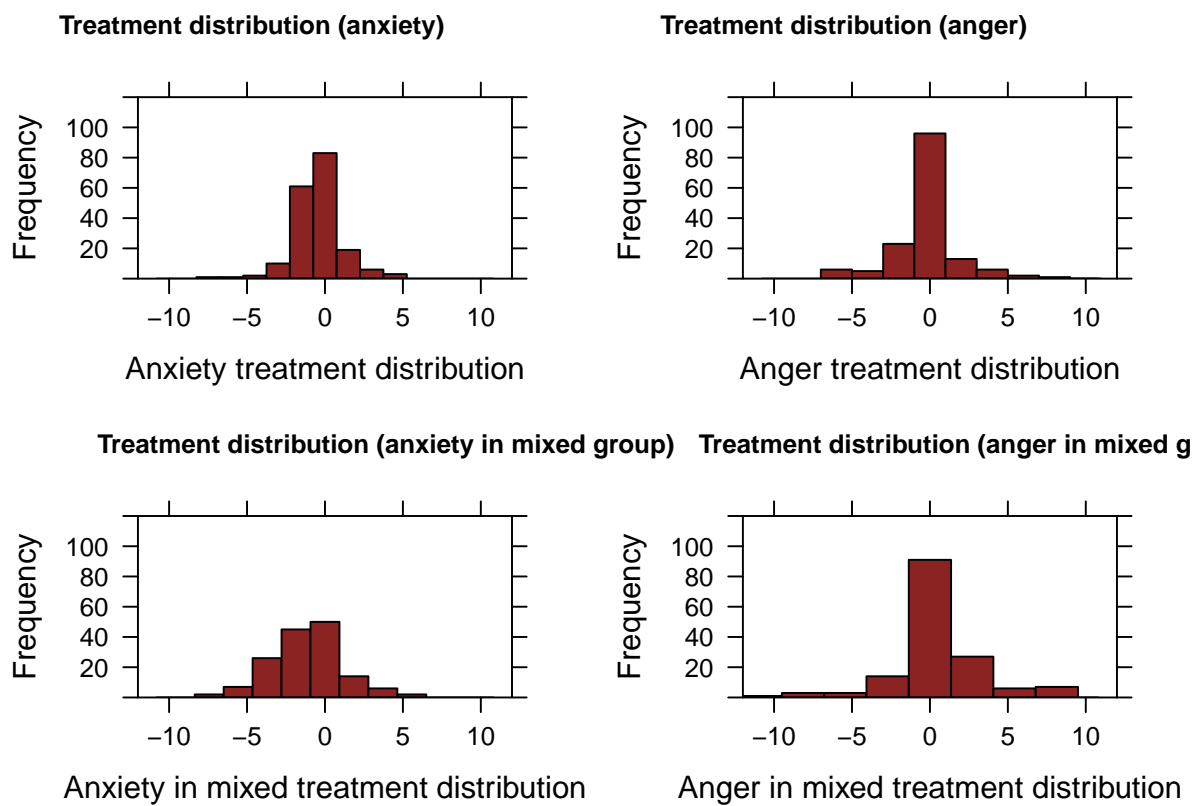 Treatment distribution (anxiety)
Frequency
100
80
60
40
20
−10 −5 0 5 10
Anxiety treatment distribution
Treatment distribution (anger)
Frequency
100
80
60
40
20
−10 −5 0 5 10
Anger treatment distribution
Treatment distribution (anxiety in mixed group)
Frequency
100
80
60
40
20
−10 −5 0 5 10
Anxiety in mixed treatment distribution
Treatment distribution (anger in mixed g
Frequency
100
80
60
40
20
−10 −5 0 5 10
Anger in mixed treatment distribution